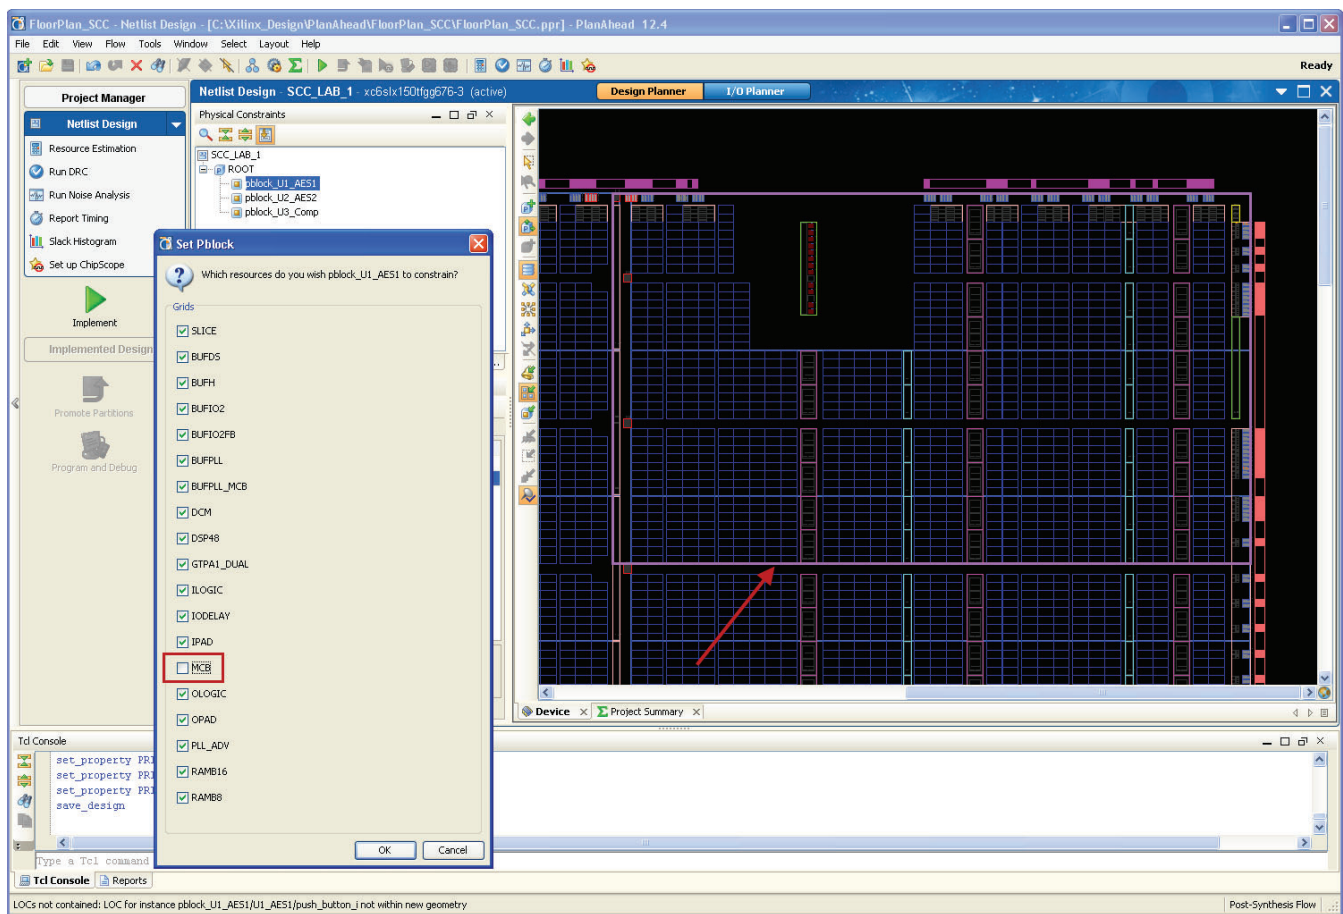 FloorPlan_SCC - Netlist Design - [C:\Xilinx_Design\PlanAhead\FloorPlan_SCC\FloorPlan_SCC.ppr] - PlanAhead 12.4
File Edit View Flow Tools Window Select Layout Help
Ready
Project Manager
Netlist Design
Resource Estimation
Run DRC
Run Noise Analysis
Report Timing
Slack Histogram
Set up ChipScope
Implement
Implemented Design
Promote Partitions
Program and Debug
Netlist Design - SCC_LAB_1 - xc6slx150tfgg676-3 (active)
Design Planner
I/O Planner
Physical Constraints
SCC_LAB_1
ROOT
pblock_U1_AES1
pblock_U2_AES2
pblock_U3_Comp
Set Pblock
Which resources do you wish pblock_U1_AES1 to constrain?
Grids
SLICE
BUFDS
BUFH
BUFIO2
BUFIO2FB
BUFPLL
BUFPLL_MCB
DCM
DSP48
GTPA1_DUAL
ILOGIC
IODELAY
IPAD
MCB
OLOGIC
OPAD
PLL_ADV
RAMB16
RAMB8
OK
Cancel
Device
Project Summary
Tcl Console
set_property PRI
set_property PRI
set_property PRI
save_design
Type a Tcl command
Tcl Console
Reports
LOCs not contained: LOC for instance pblock_U1_AES1/U1_AES1/push_button_i not within new geometry
Post-Synthesis Flow